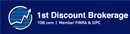 1st Discount Brokerage
1DB.com | Member FINRA & SIPC